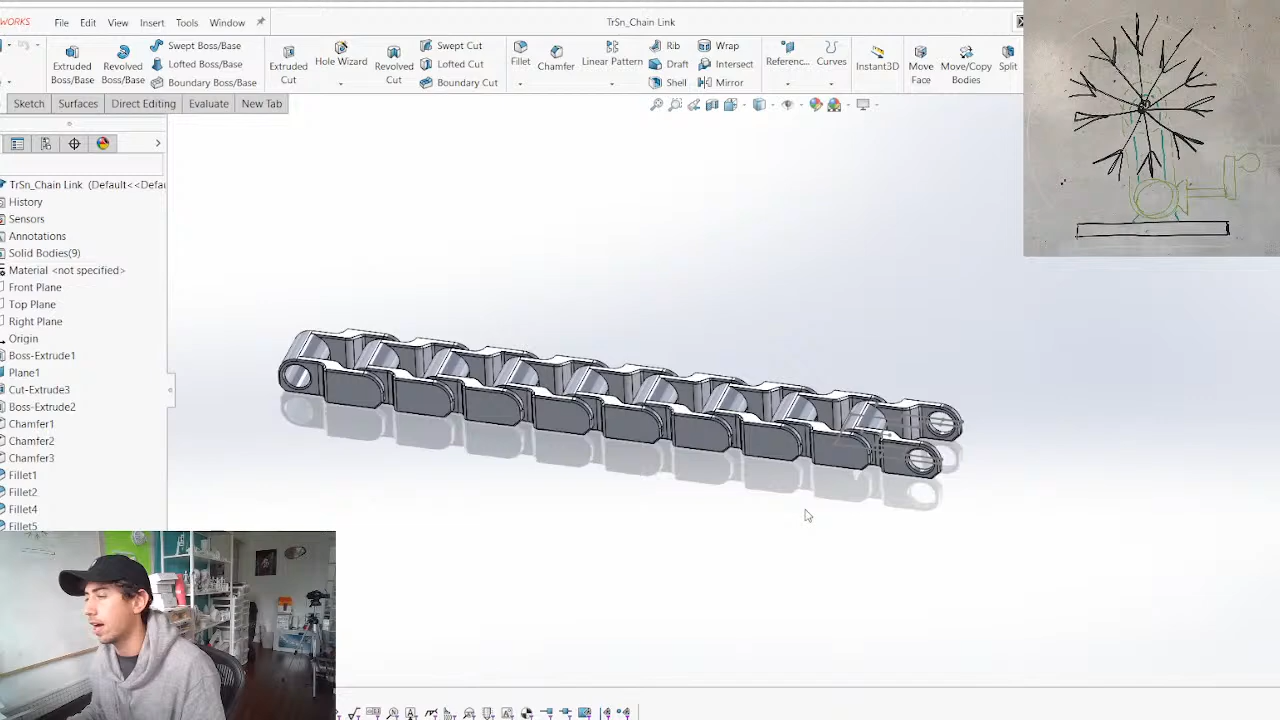 WORKS File Edit View Insert Tools Window TrSn_Chain Link
Extruded Boss/Base Revolved Boss/Base Swept Boss/Base Lofted Boss/Base Boundary Boss/Base Extruded Cut Hole Wizard Revolved Cut Swept Cut Lofted Cut Boundary Cut Fillet Chamfer Linear Pattern Rib Draft Shell Wrap Intersect Mirror Referenc... Curves Instant3D Move Face Move/Copy Bodies Split
Sketch Surfaces Direct Editing Evaluate New Tab
TrSn_Chain Link (Default<<Defau
History
Sensors
Annotations
Solid Bodies(9)
Material <not specified>
Front Plane
Top Plane
Right Plane
Origin
Boss-Extrude1
Plane1
Cut-Extrude3
Boss-Extrude2
Chamfer1
Chamfer2
Chamfer3
Fillet1
Fillet2
Fillet4
Fillet5